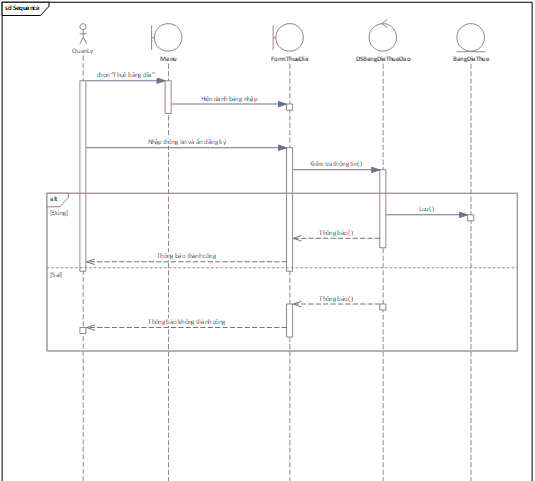 sd Sequence
QuanLy
Menu
FormThueDia
DSBangDiaThueDao
BangDiaThue
chọn "Thuê băng đĩa"
Hiện danh bảng nhập
Nhập thông tin và ấn đăng ký
Kiểm tra thông tin()
alt
[Đúng]
Lưu()
Thông báo()
Thông báo thành công
[Sai]
Thông báo()
Thông báo không thành công